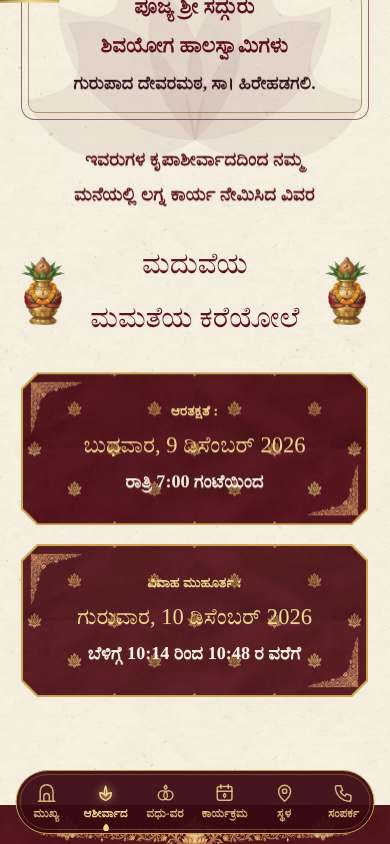 ಪೂಜ್ಯ ಶ್ರೀ ಸದ್ಗುರು
ಶಿವಯೋಗ ಹಾಲಸ್ವಾಮಿಗಳು
ಗುರುಪಾದ ದೇವರಮಠ, ಸಾ। ಹಿರೇಹಡಗಲಿ.
ಇವರುಗಳ ಕೃಪಾಶೀರ್ವಾದದಿಂದ ನಮ್ಮ
ಮನೆಯಲ್ಲಿ ಲಗ್ನ ಕಾರ್ಯ ನೇಮಿಸಿದ ವಿವರ
ಮದುವೆಯ
ಮಮತೆಯ ಕರೆಯೋಲೆ
ಆರತಕ್ಷತೆ :
ಬುಧವಾರ, 9 ಡಿಸೆಂಬರ್ 2026
ರಾತ್ರಿ 7:00 ಗಂಟೆಯಿಂದ
ವಿವಾಹ ಮುಹೂರ್ತ :
ಗುರುವಾರ, 10 ಡಿಸೆಂಬರ್ 2026
ಬೆಳಿಗ್ಗೆ 10:14 ರಿಂದ 10:48 ರ ವರೆಗೆ
ಮುಖ್ಯ ಆಶೀರ್ವಾದ ವಧು-ವರ ಕಾರ್ಯಕ್ರಮ ಸ್ಥಳ ಸಂಪರ್ಕ